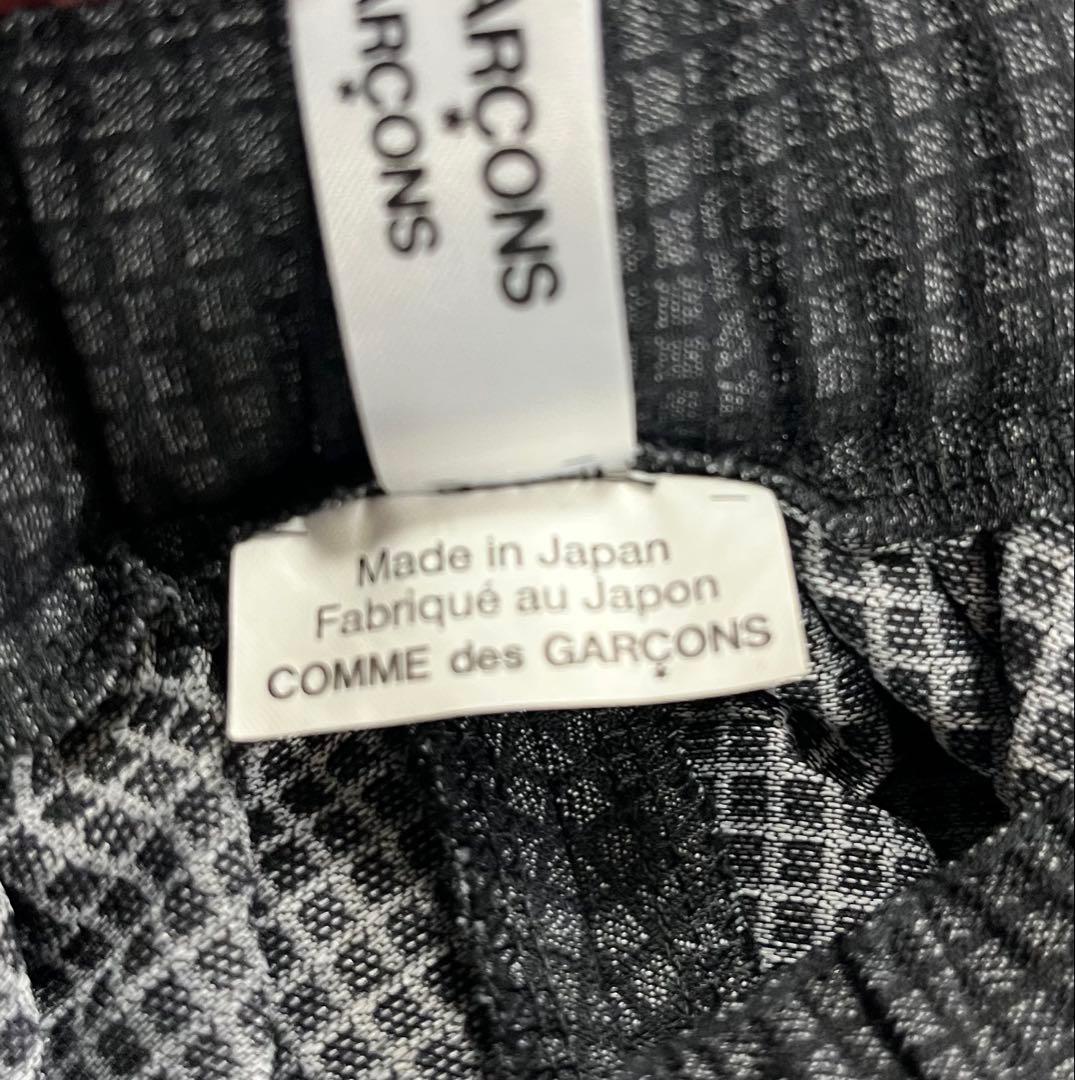 GARÇONS
GARÇONS
Made in Japan
Fabriqué au Japon
COMME des GARÇONS